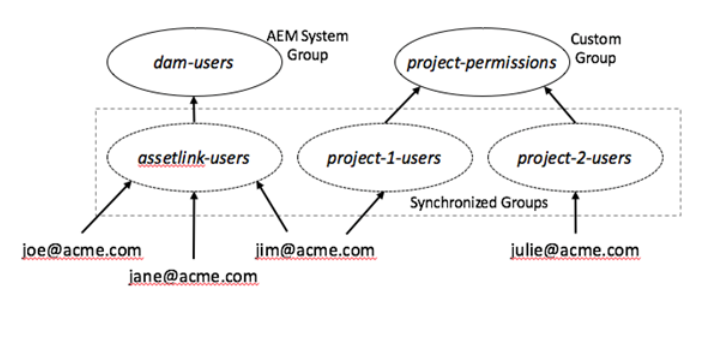 AEM System
Group
dam-users
Custom
Group
project-permissions
assetlink-users
project-1-users
project-2-users
Synchronized Groups
joe@acme.com
jim@acme.com
julie@acme.com
jane@acme.com